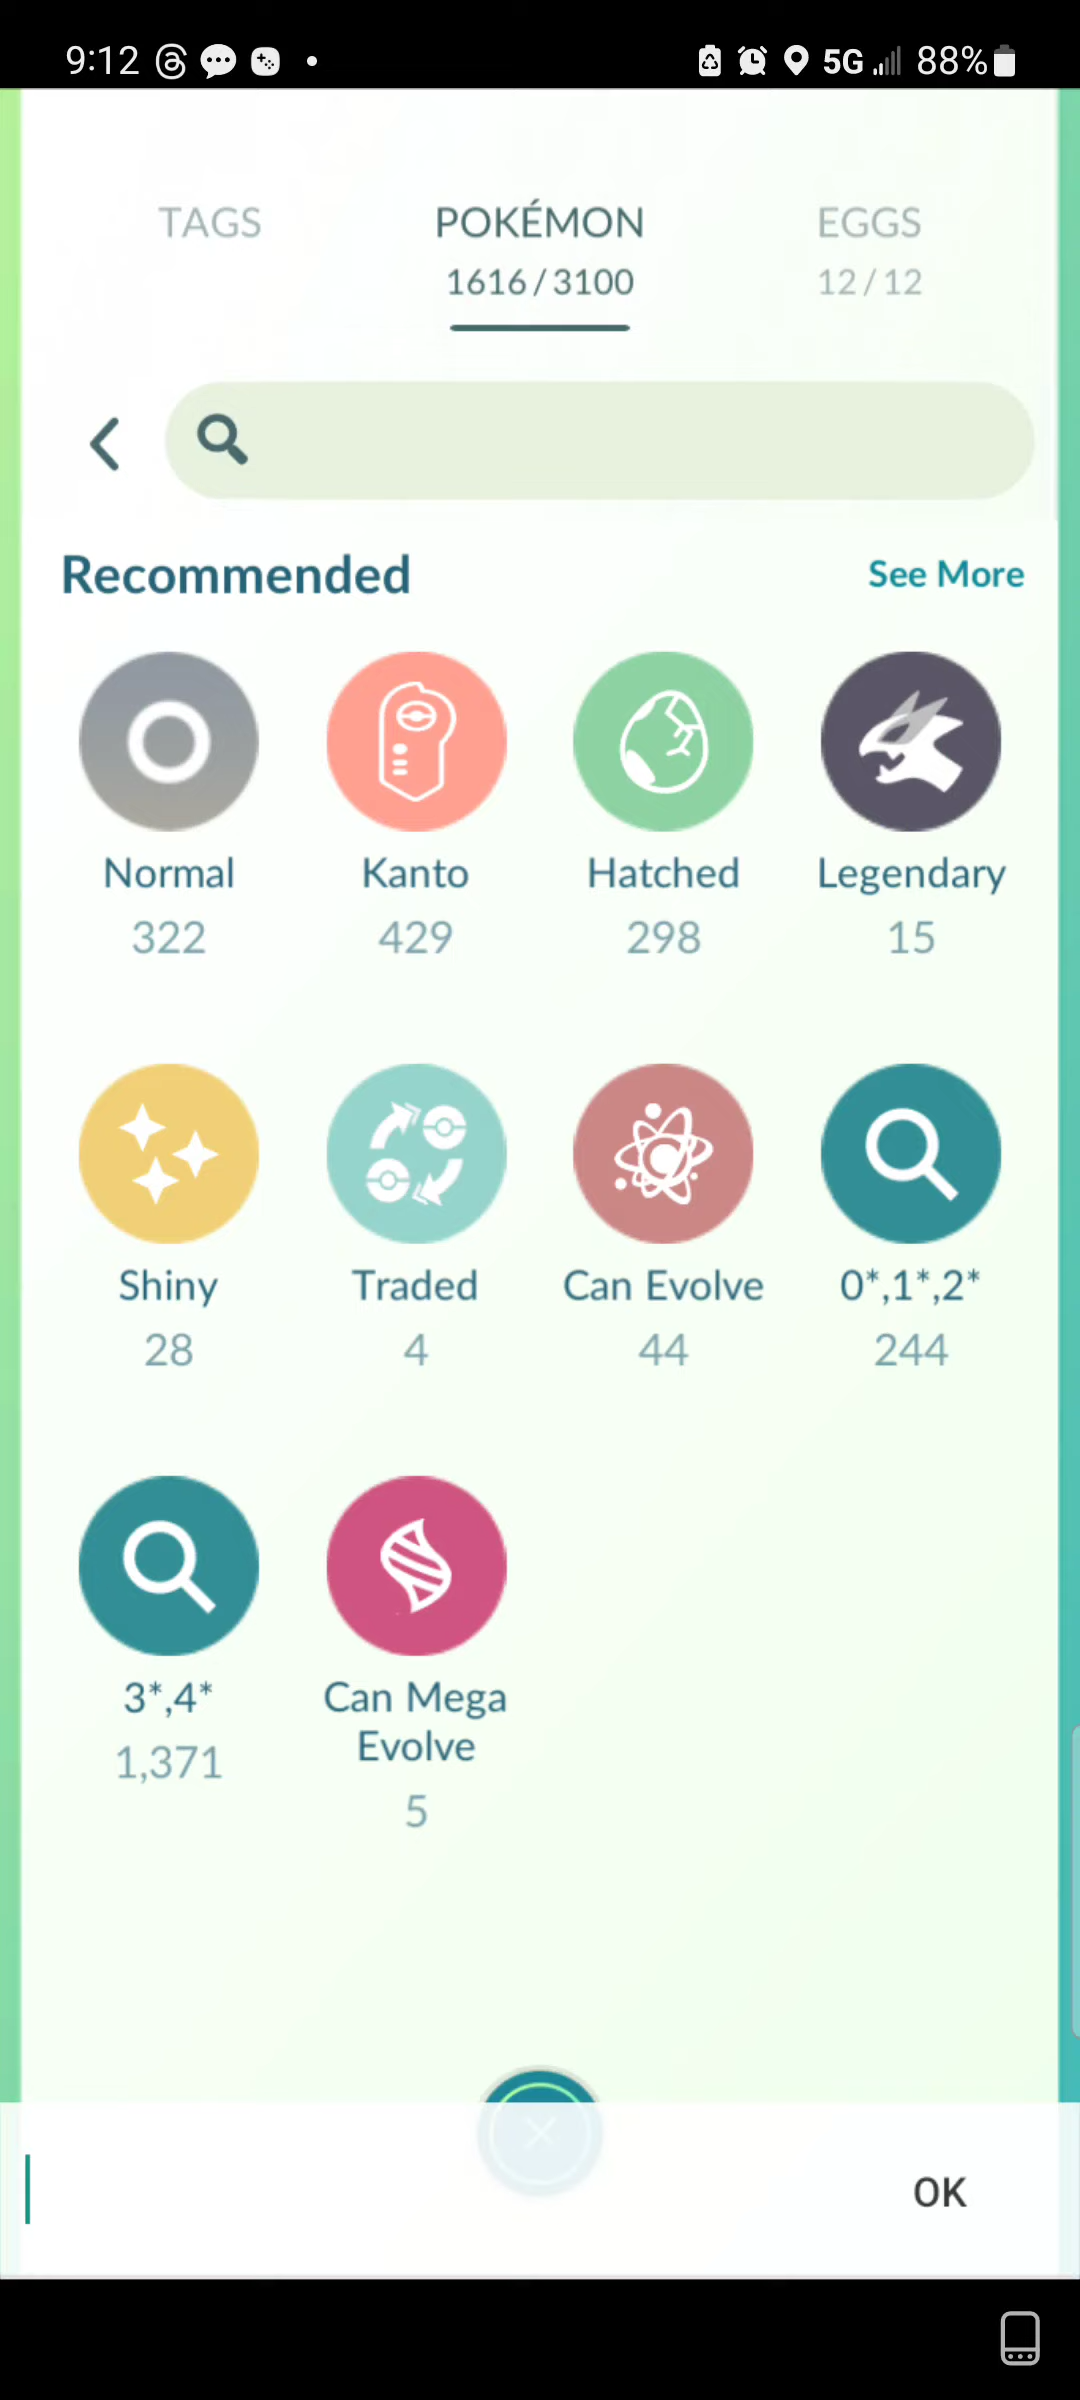 9:12 5G 88%
TAGS POKÉMON EGGS
1616/3100 12/12
Recommended See More
Normal Kanto Hatched Legendary
322 429 298 15
Shiny Traded Can Evolve 0*,1*,2*
28 4 44 244
3*,4* Can Mega
Evolve
1,371
5
OK